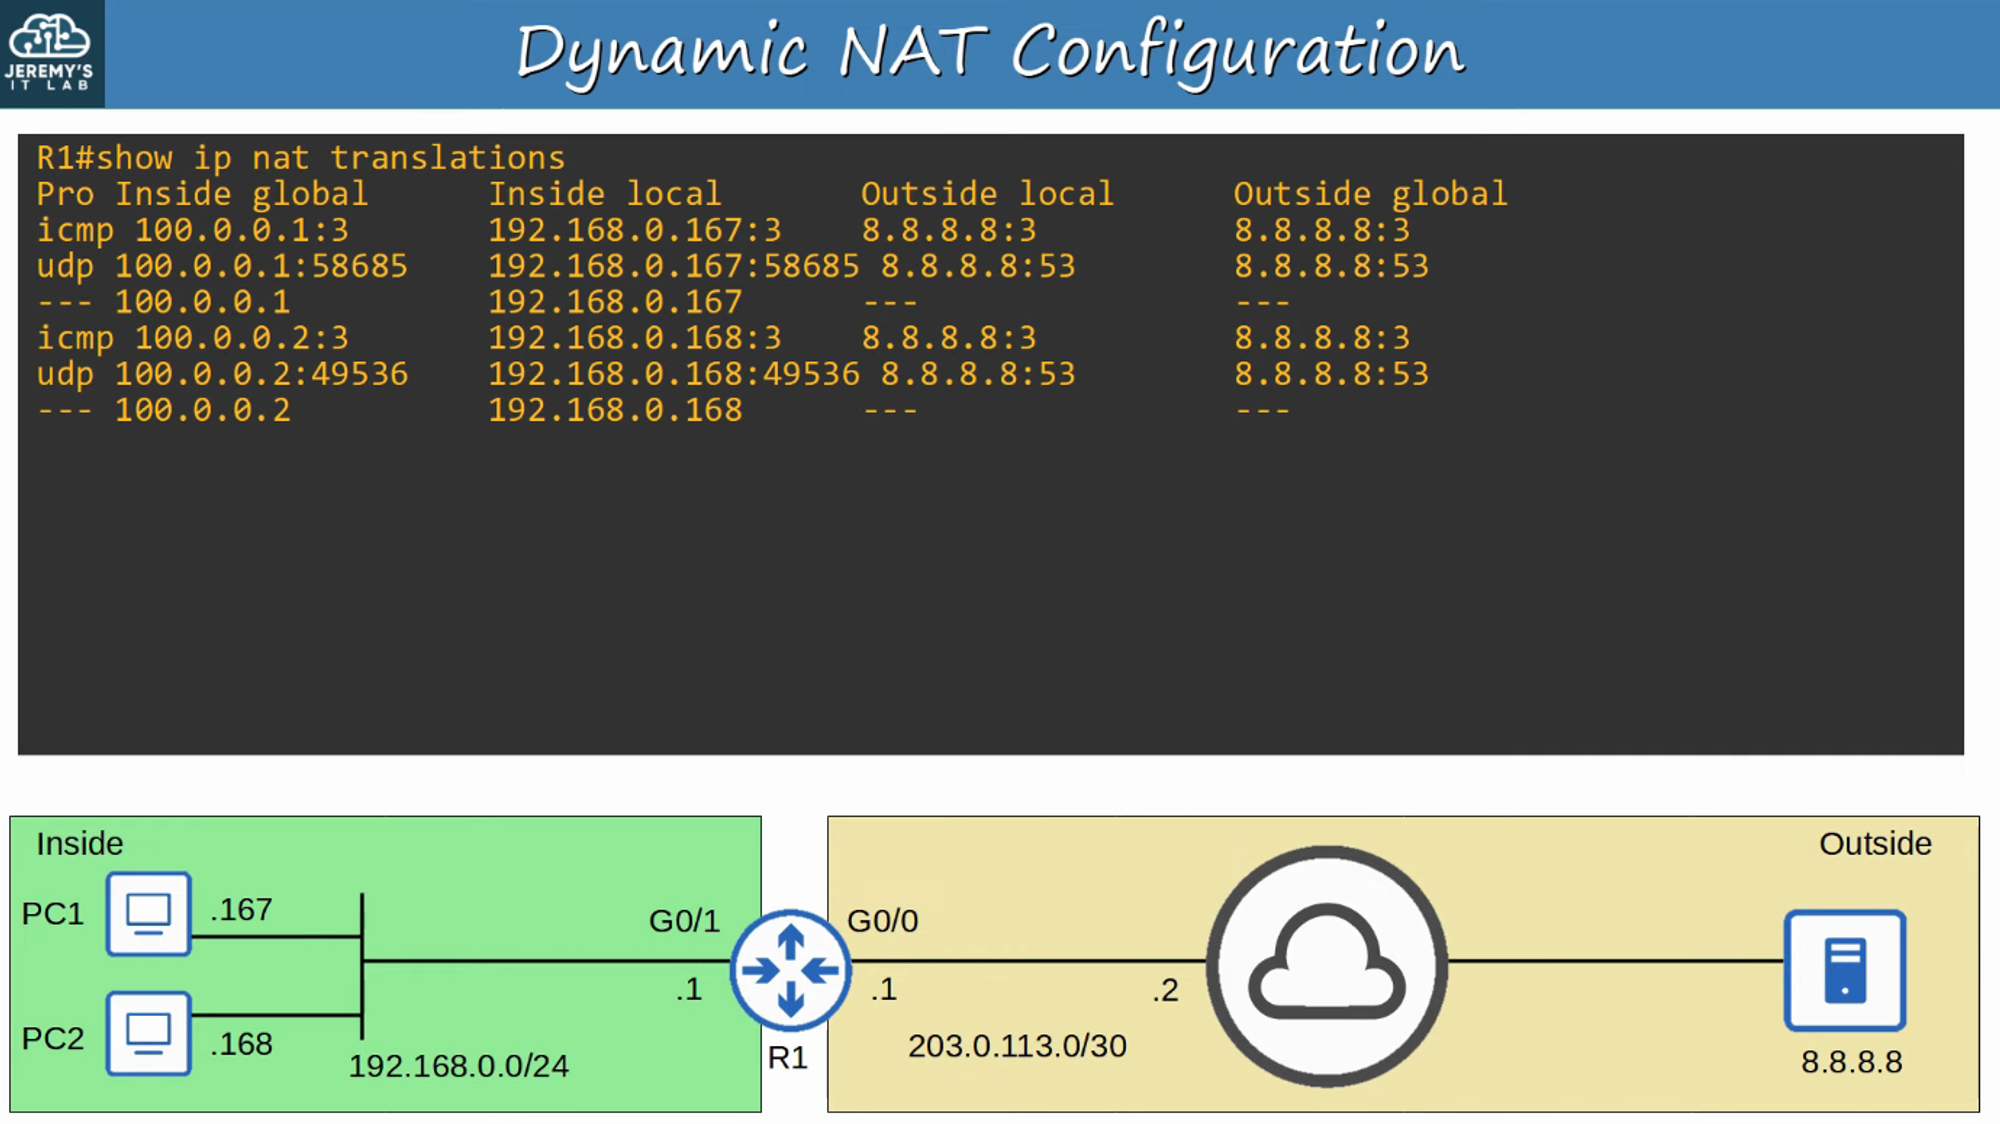 JEREMY'S
IT LAB
Dynamic NAT Configuration
R1#show ip nat translations
Pro Inside global Inside local Outside local Outside global
icmp 100.0.0.1:3 192.168.0.167:3 8.8.8.8:3 8.8.8.8:3
udp 100.0.0.1:58685 192.168.0.167:58685 8.8.8.8:53 8.8.8.8:53
--- 100.0.0.1 192.168.0.167 --- ---
icmp 100.0.0.2:3 192.168.0.168:3 8.8.8.8:3 8.8.8.8:3
udp 100.0.0.2:49536 192.168.0.168:49536 8.8.8.8:53 8.8.8.8:53
--- 100.0.0.2 192.168.0.168 --- ---
Inside
PC1
.167
PC2
.168
192.168.0.0/24
G0/1
.1
R1
Outside
G0/0
.1
.2
203.0.113.0/30
8.8.8.8